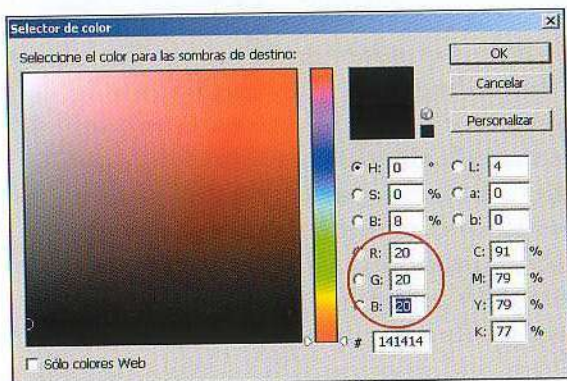 Selector de color
Seleccione el color para las sombras de destino:
OK
Cancelar
Personalizar
H: 0 °
S: 0 %
B: 8 %
R: 20
G: 20
B: 20
# 141414
L: 4
a: 0
b: 0
C: 91 %
M: 79 %
Y: 79 %
K: 77 %
Sólo colores Web